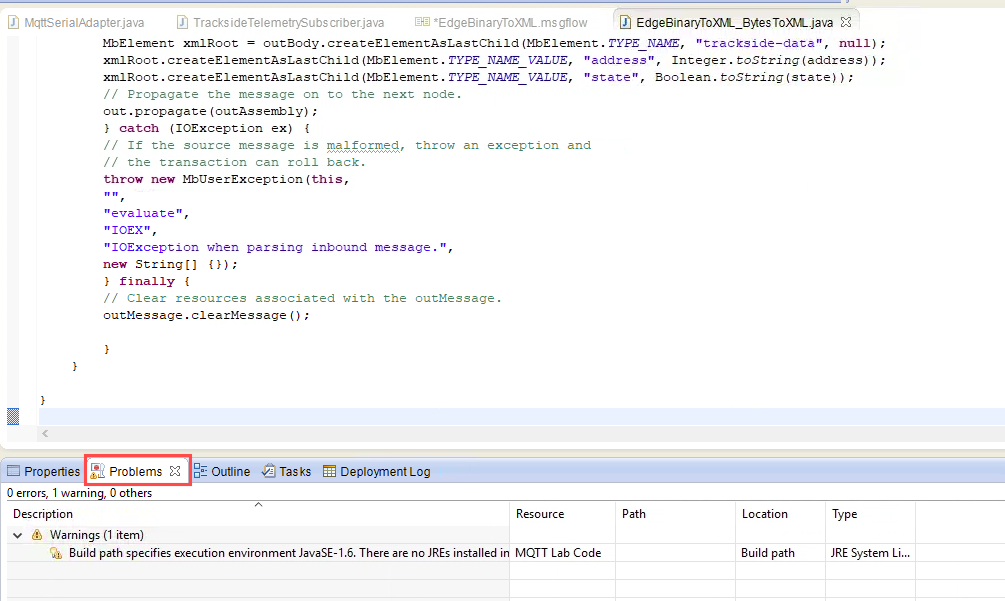 MqttSerialAdapter.java TracksideTelemetrySubscriber.java *EdgeBinaryToXML.msgflow EdgeBinaryToXML_BytesToXML.java
MbElement xmlRoot = outBody.createElementAsLastChild(MbElement.TYPE_NAME, "trackside-data", null);
xmlRoot.createElementAsLastChild(MbElement.TYPE_NAME_VALUE, "address", Integer.toString(address));
xmlRoot.createElementAsLastChild(MbElement.TYPE_NAME_VALUE, "state", Boolean.toString(state));
// Propagate the message on to the next node.
out.propagate(outAssembly);
} catch (IOException ex) {
// If the source message is malformed, throw an exception and
// the transaction can roll back.
throw new MbUserException(this,
"",
"evaluate",
"IOEX",
"IOException when parsing inbound message.",
new String[] {});
} finally {
// Clear resources associated with the outMessage.
outMessage.clearMessage();
}
}
}
Properties Problems Outline Tasks Deployment Log
0 errors, 1 warning, 0 others
Description Resource Path Location Type
Warnings (1 item)
Build path specifies execution environment JavaSE-1.6. There are no JREs installed in MQTT Lab Code Build path JRE System Li...